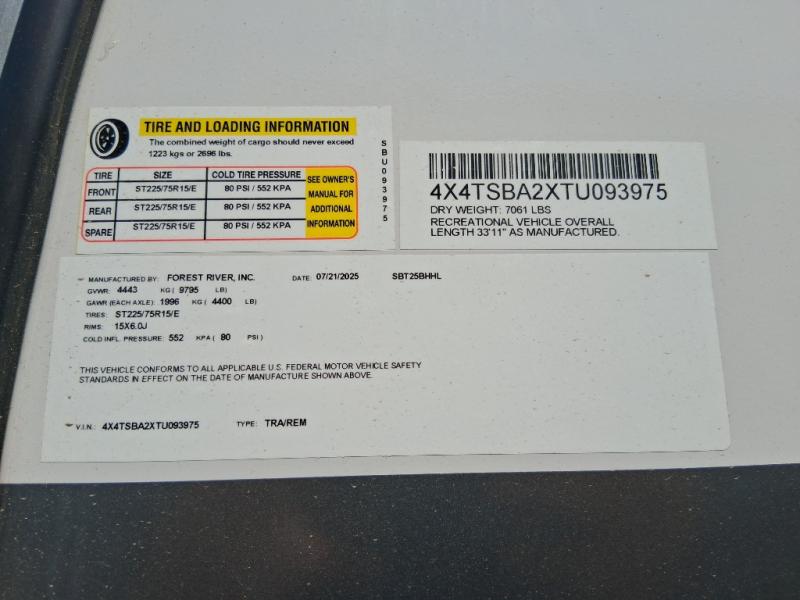 TIRE AND LOADING INFORMATION
The combined weight of cargo should never exceed
1223 kgs or 2696 lbs.
TIRE SIZE COLD TIRE PRESSURE SEE OWNER'S MANUAL FOR ADDITIONAL INFORMATION
FRONT ST225/75R15/E 80 PSI / 552 KPA
REAR ST225/75R15/E 80 PSI / 552 KPA
SPARE ST225/75R15/E 80 PSI / 552 KPA
SBU093975
4X4TSBA2XTU093975
DRY WEIGHT: 7061 LBS
RECREATIONAL VEHICLE OVERALL
LENGTH 33'11" AS MANUFACTURED.
MANUFACTURED BY: FOREST RIVER, INC. DATE: 07/21/2025 SBT25BHHL
GVWR: 4443 KG ( 9795 LB)
GAWR (EACH AXLE): 1996 KG ( 4400 LB)
TIRES: ST225/75R15/E
RIMS: 15X6.0J
COLD INFL. PRESSURE: 552 KPA ( 80 PSI )
THIS VEHICLE CONFORMS TO ALL APPLICABLE U.S. FEDERAL MOTOR VEHICLE SAFETY
STANDARDS IN EFFECT ON THE DATE OF MANUFACTURE SHOWN ABOVE.
V.I.N.: 4X4TSBA2XTU093975 TYPE: TRA/REM